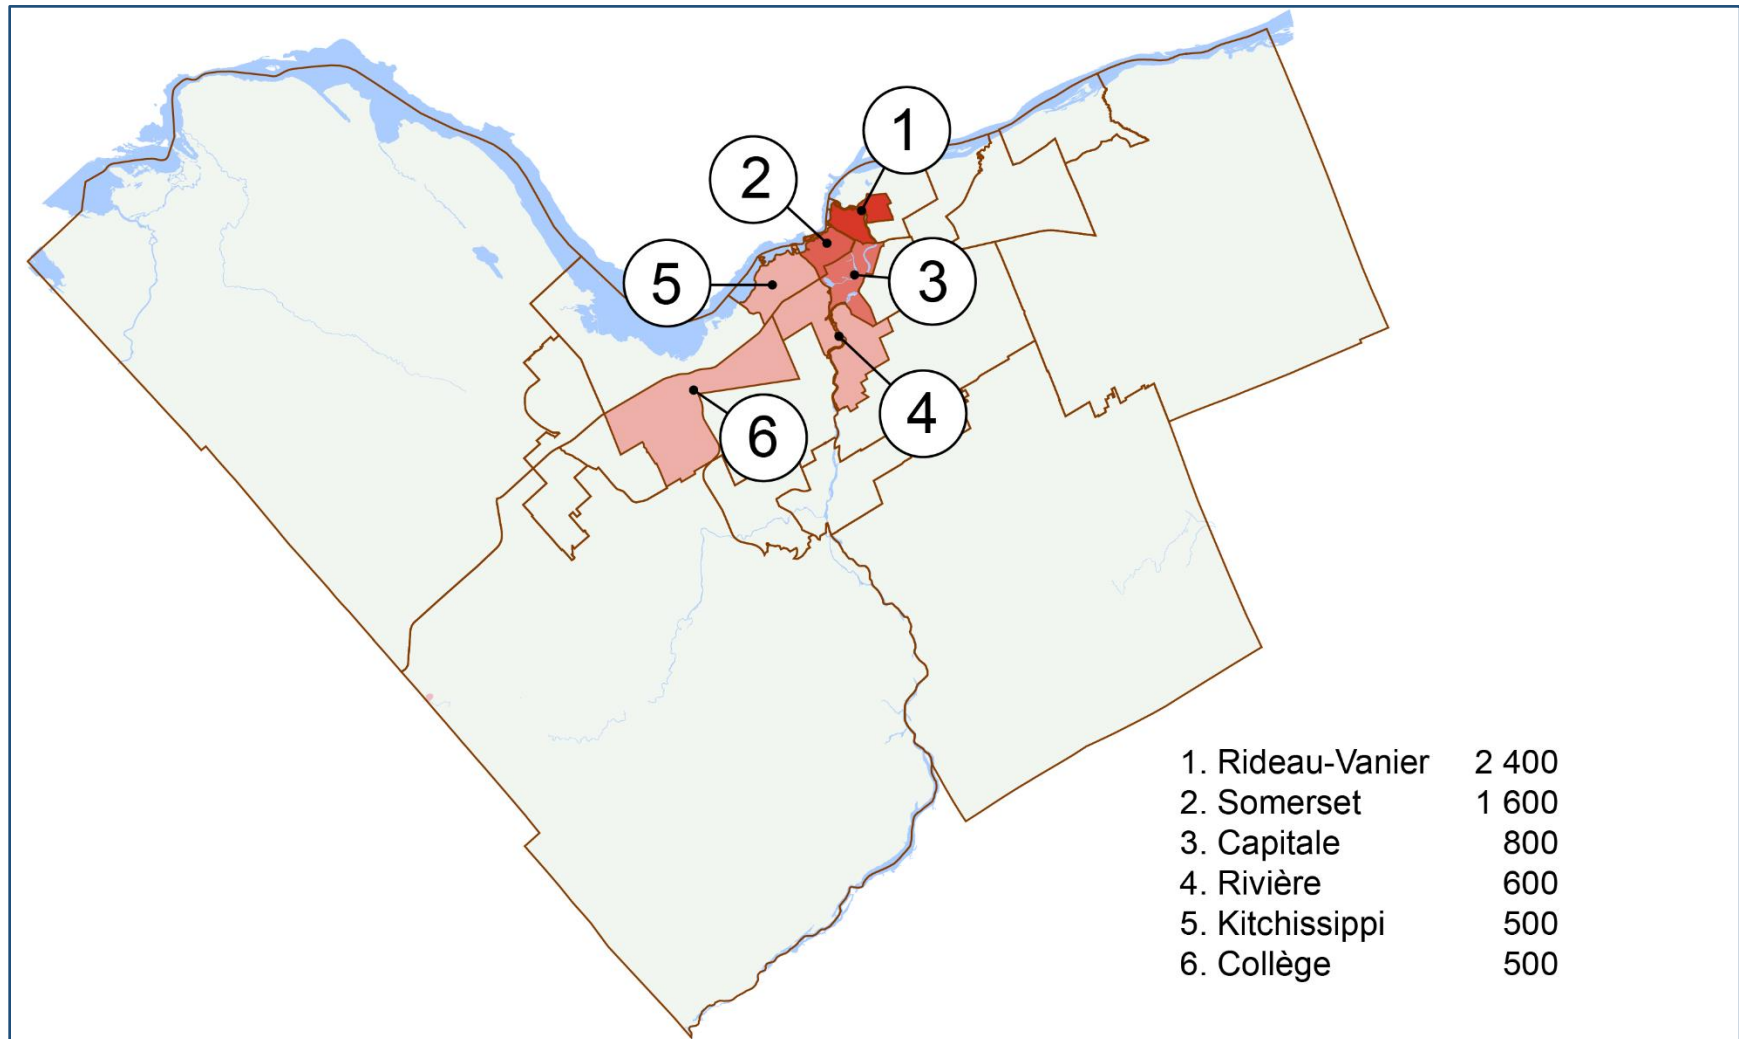 1
2
5
3
4
6
1. Rideau-Vanier 2 400
2. Somerset 1 600
3. Capitale 800
4. Rivière 600
5. Kitchissippi 500
6. Collège 500